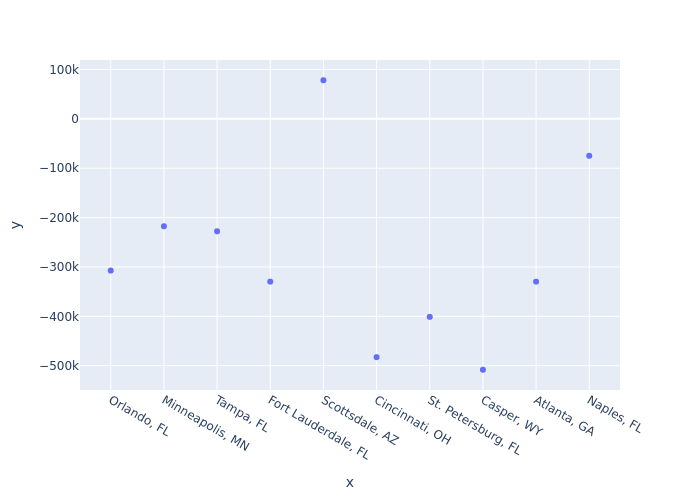 100k
0
−100k
−200k
−300k
−400k
−500k
y
Orlando, FL
Minneapolis, MN
Tampa, FL
Fort Lauderdale, FL
Scottsdale, AZ
Cincinnati, OH
St. Petersburg, FL
Casper, WY
Atlanta, GA
Naples, FL
x